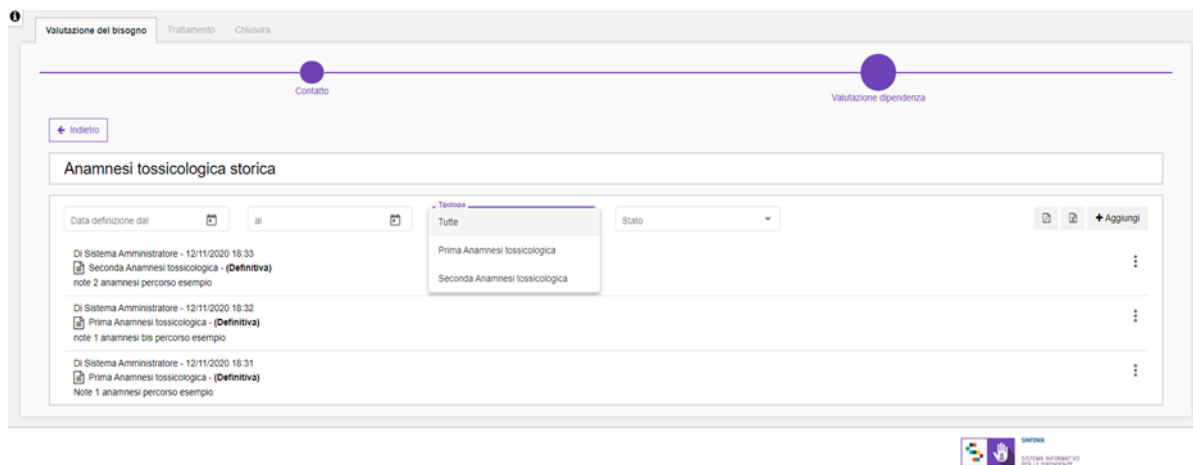 Valutazione del bisogno
Trattamento
Chiusura
Contatto
Valutazione dipendenza
Indietro
Anamnesi tossicologica storica
Data definizione dal
al
Tipologia
Stato
Aggiungi
Tutte
Prima Anamnesi tossicologica
Seconda Anamnesi tossicologica
Di Sistema Amministratore - 12/11/2020 18:33
Seconda Anamnesi tossicologica - (Definitiva)
note 2 anamnesi percorso esempio
Di Sistema Amministratore - 12/11/2020 18:32
Prima Anamnesi tossicologica - (Definitiva)
note 1 anamnesi bis percorso esempio
Di Sistema Amministratore - 12/11/2020 18:31
Prima Anamnesi tossicologica - (Definitiva)
Note 1 anamnesi percorso esempio
SINFONIA
SISTEMA INFORMATIVO
PER LE DIPENDENZE